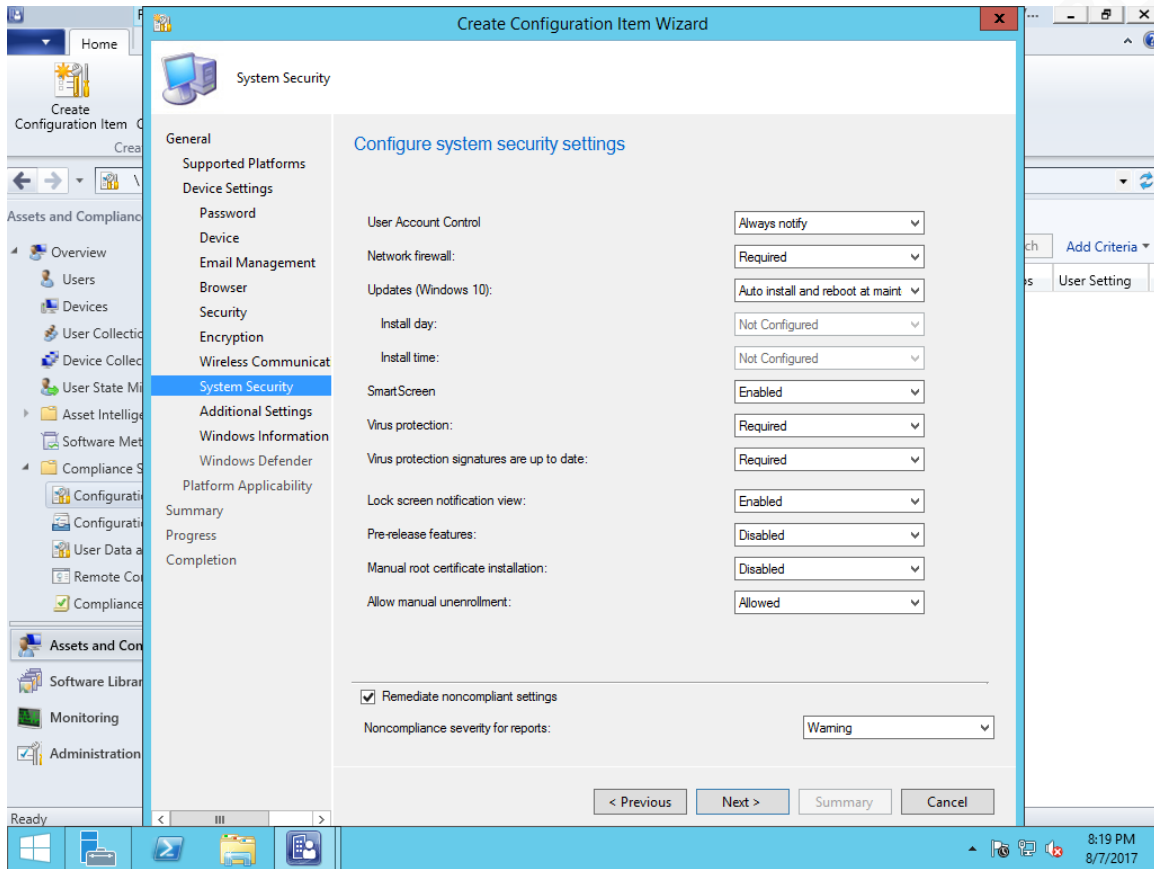 Create Configuration Item Wizard
Home
System Security
Create
Configuration Item
Crea
General
Supported Platforms
Device Settings
Password
Device
Email Management
Browser
Security
Encryption
Wireless Communicat
System Security
Additional Settings
Windows Information
Windows Defender
Platform Applicability
Summary
Progress
Completion
Configure system security settings
User Account Control
Always notify
Network firewall:
Required
Updates (Windows 10):
Auto install and reboot at maint
Install day:
Not Configured
Install time:
Not Configured
SmartScreen
Enabled
Virus protection:
Required
Virus protection signatures are up to date:
Required
Lock screen notification view:
Enabled
Pre-release features:
Disabled
Manual root certificate installation:
Disabled
Allow manual unenrollment:
Allowed
Remediate noncompliant settings
Noncompliance severity for reports:
Warning
< Previous
Next >
Summary
Cancel
Assets and Complianc
Overview
Users
Devices
User Collectio
Device Collec
User State Mi
Asset Intellige
Software Met
Compliance S
Configurati
Configurati
User Data a
Remote Co
Compliance
Assets and Con
Software Librar
Monitoring
Administration
Ready
ch
Add Criteria
User Setting
8:19 PM
8/7/2017